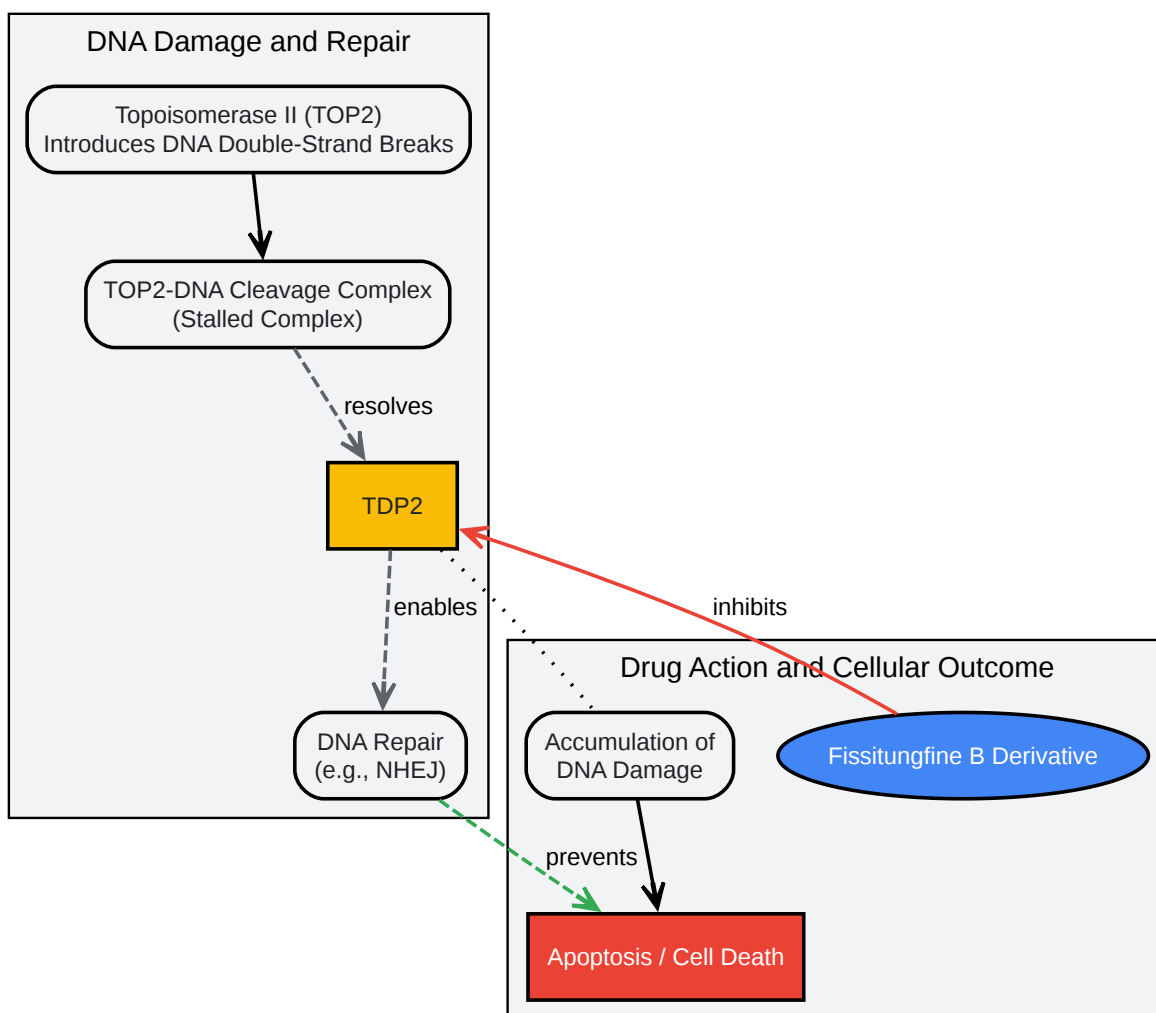 DNA Damage and Repair
Topoisomerase II (TOP2)
Introduces DNA Double-Strand Breaks
TOP2-DNA Cleavage Complex
(Stalled Complex)
resolves
TDP2
enables
inhibits
Drug Action and Cellular Outcome
DNA Repair
(e.g., NHEJ)
Accumulation of
DNA Damage
Fissitungfine B Derivative
prevents
Apoptosis / Cell Death